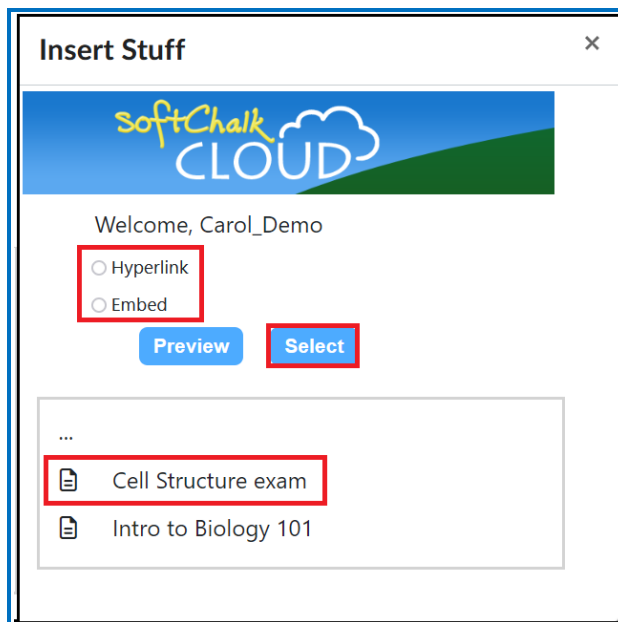 Insert Stuff
×
SoftChalk
CLOUD
Welcome, Carol_Demo
Hyperlink
Embed
Preview Select
...
Cell Structure exam
Intro to Biology 101